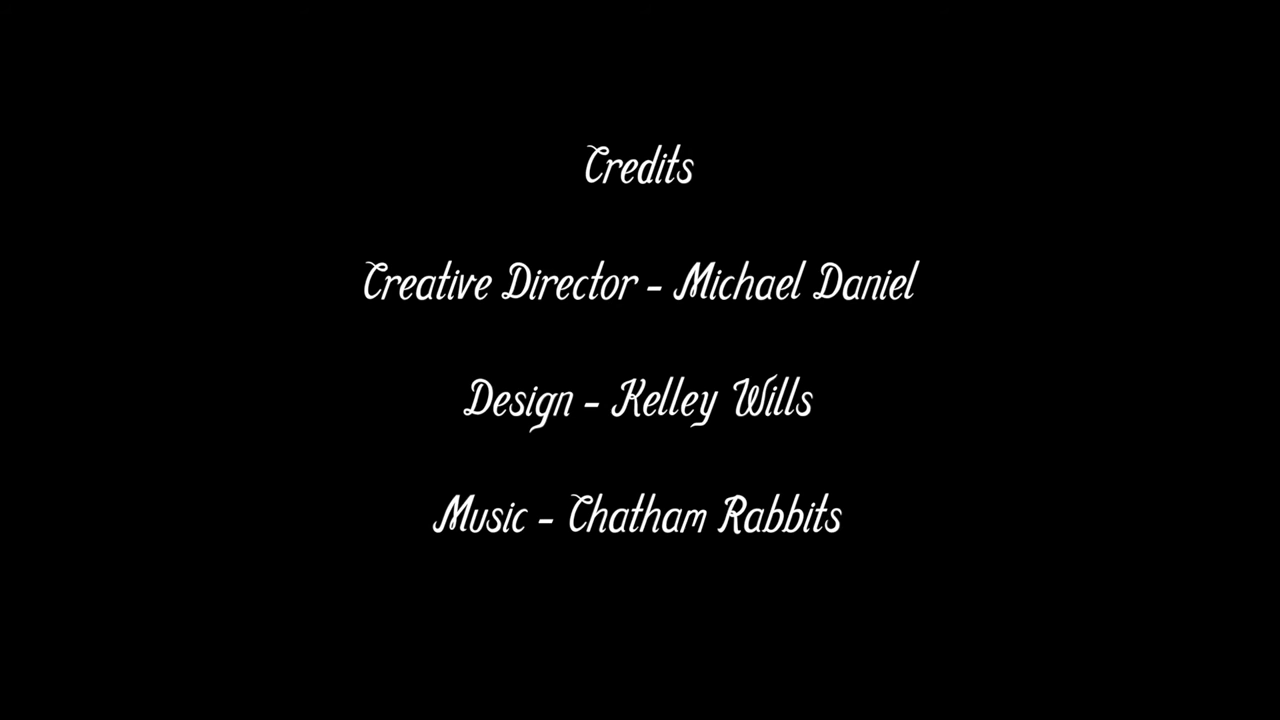 Credits
Creative Director - Michael Daniel
Design - Kelley Wills
Music - Chatham Rabbits